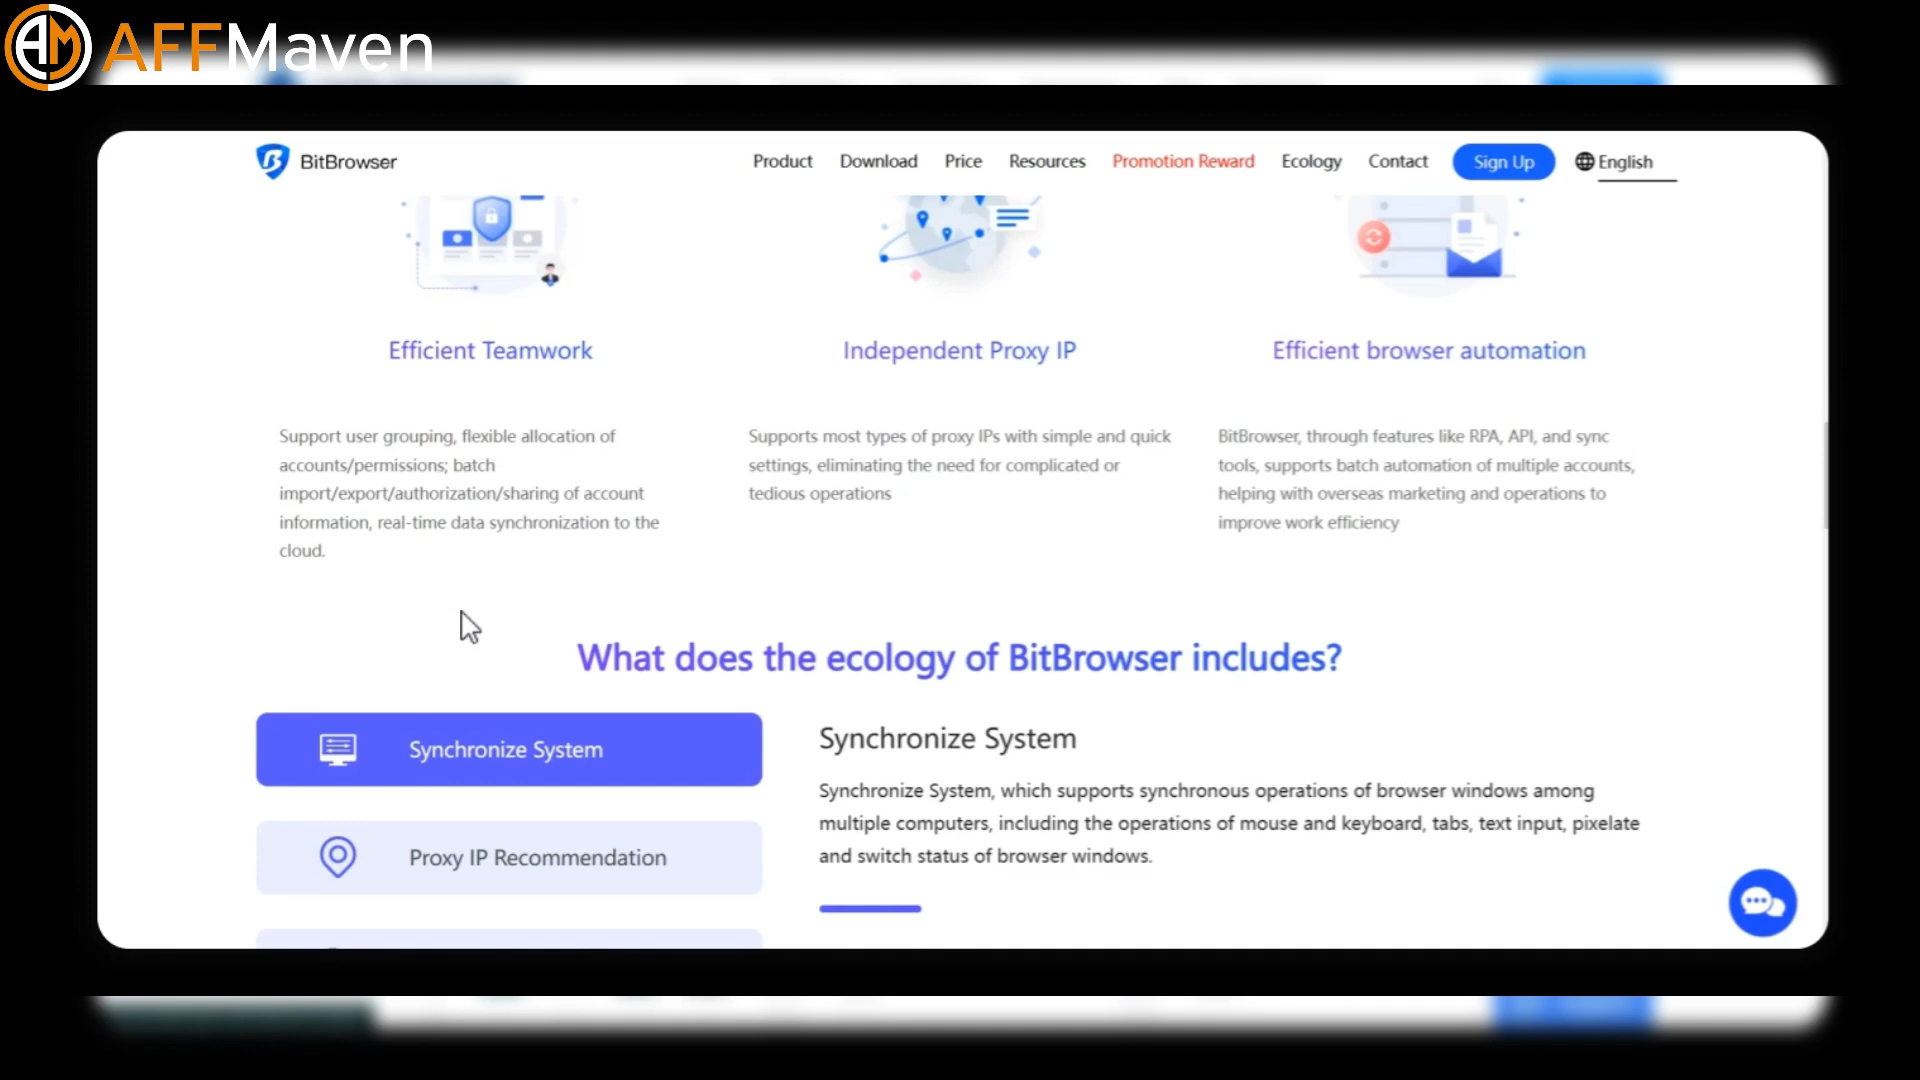 AFFMaven
BitBrowser
Product Download Price Resources Promotion Reward Ecology Contact Sign Up English
Efficient Teamwork
Support user grouping, flexible allocation of
accounts/permissions; batch
import/export/authorization/sharing of account
information, real-time data synchronization to the
cloud.
Independent Proxy IP
Supports most types of proxy IPs with simple and quick
settings, eliminating the need for complicated or
tedious operations
Efficient browser automation
BitBrowser, through features like RPA, API, and sync
tools, supports batch automation of multiple accounts,
helping with overseas marketing and operations to
improve work efficiency
What does the ecology of BitBrowser includes?
Synchronize System
Proxy IP Recommendation
Synchronize System
Synchronize System, which supports synchronous operations of browser windows among
multiple computers, including the operations of mouse and keyboard, tabs, text input, pixelate
and switch status of browser windows.